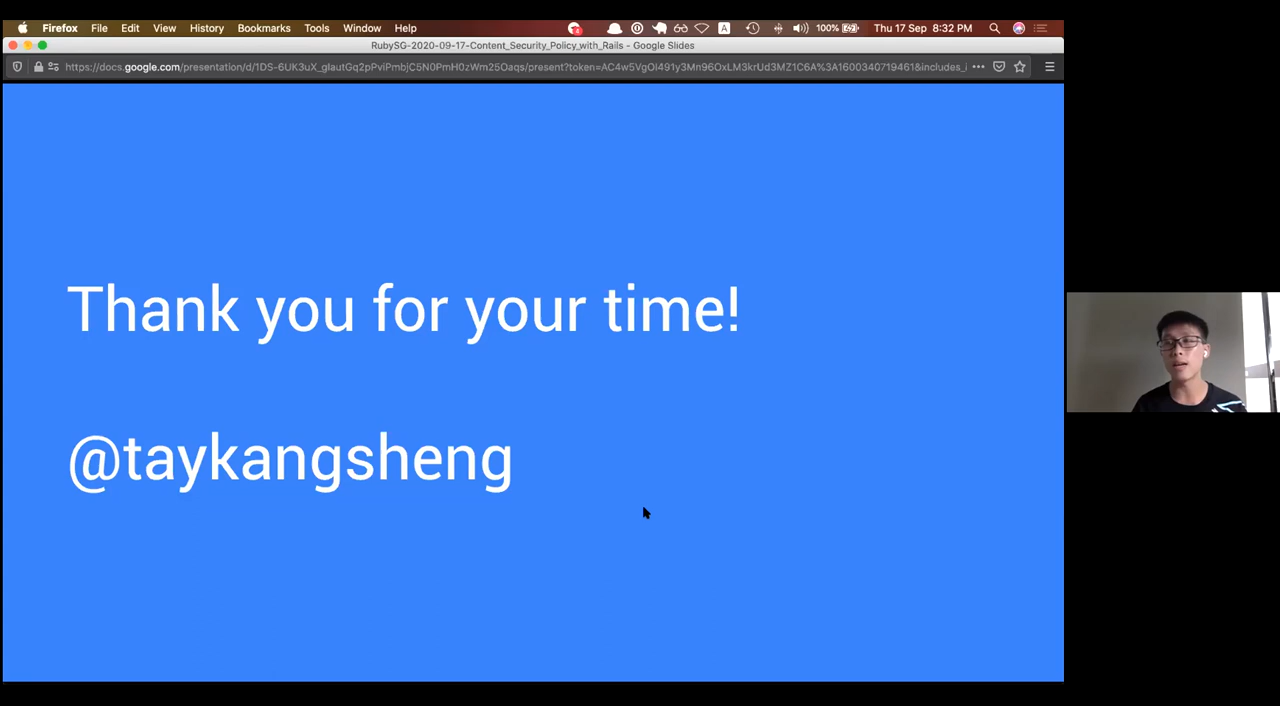 Firefox File Edit View History Bookmarks Tools Window Help 100% Thu 17 Sep 8:32 PM
RubySG-2020-09-17-Content_Security_Policy_with_Rails - Google Slides
Thank you for your time!
@taykangsheng